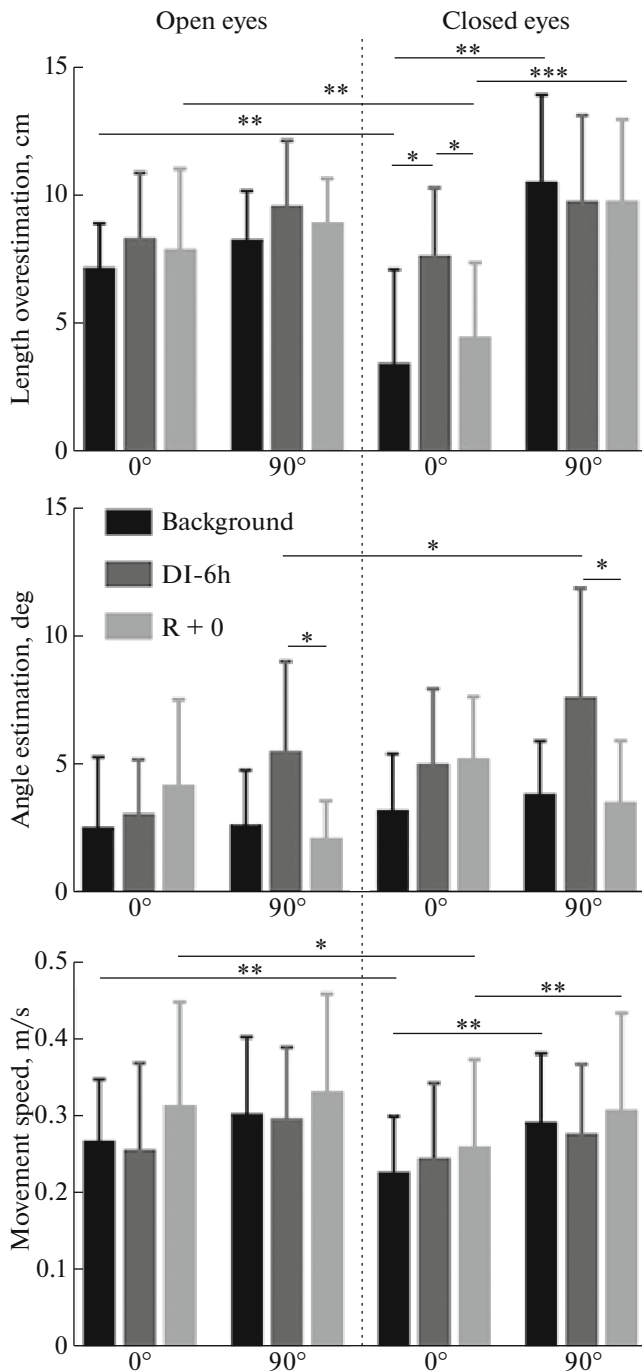 Open eyes Closed eyes
Length overestimation, cm
15
10
5
0
** ***
**
**
* *
0° 90° 0° 90°
Angle estimation, deg
15
10
5
0
Background
DI-6h
R + 0
*
*
*
0° 90° 0° 90°
Movement speed, m/s
0.5
0.4
0.3
0.2
0.1
0
*
**
**
**
0° 90° 0° 90°